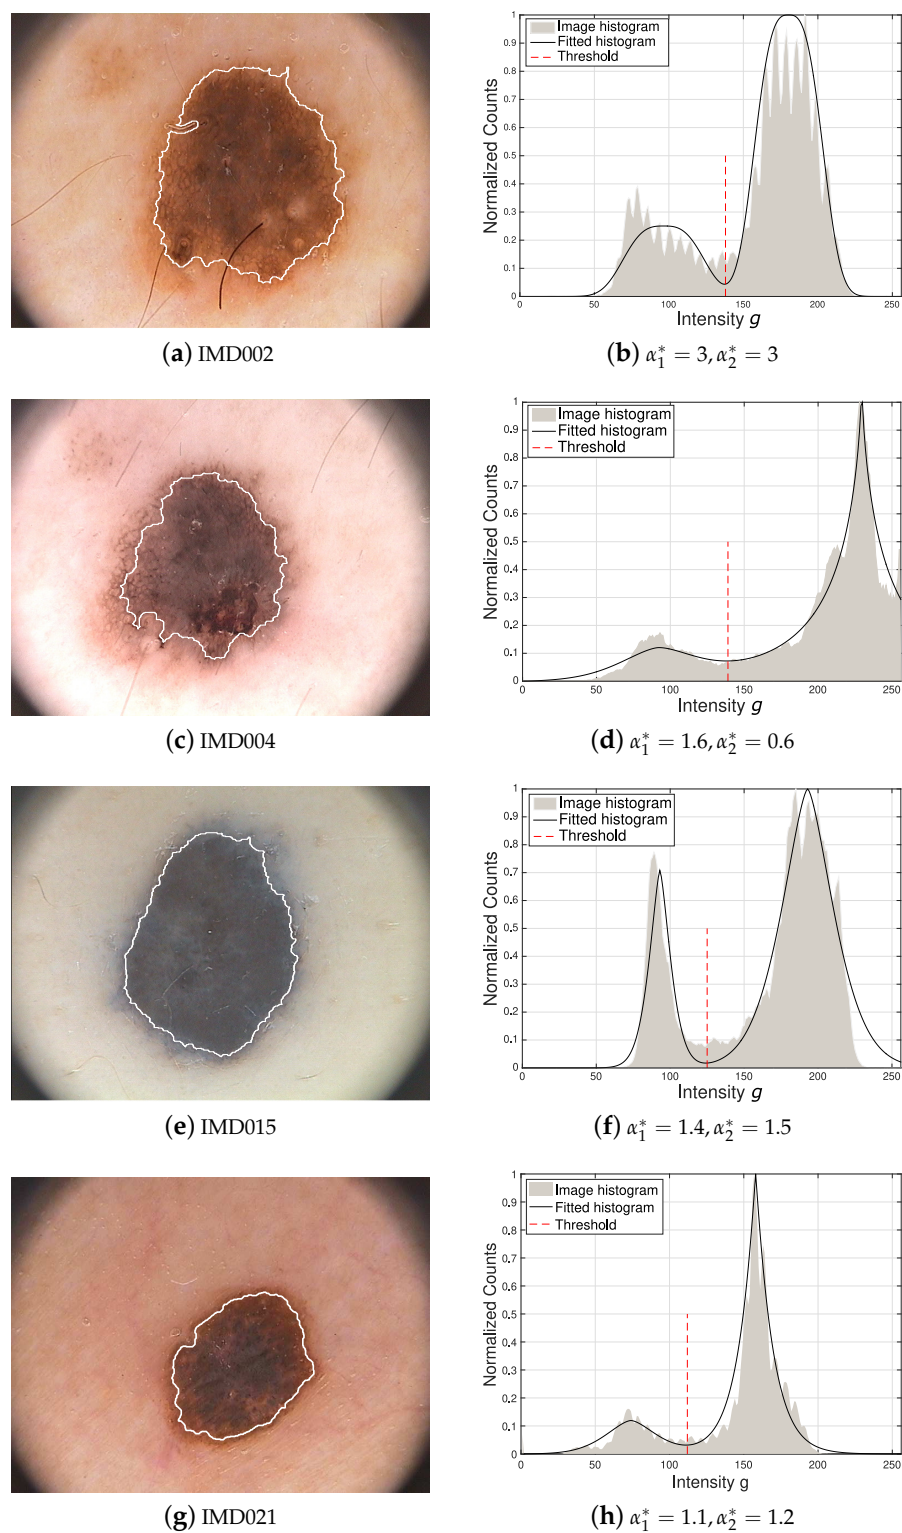 Image histogram
Fitted histogram
Threshold
Normalized Counts
1
0.9
0.8
0.7
0.6
0.5
0.4
0.3
0.2
0.1
0
0 50 100 150 200 250
Intensity g
(a) IMD002
(b) α₁* = 3, α₂* = 3
Image histogram
Fitted histogram
Threshold
Normalized Counts
1
0.9
0.8
0.7
0.6
0.5
0.4
0.3
0.2
0.1
0
0 50 100 150 200 250
Intensity g
(c) IMD004
(d) α₁* = 1.6, α₂* = 0.6
Image histogram
Fitted histogram
Threshold
Normalized Counts
1
0.9
0.8
0.7
0.6
0.5
0.4
0.3
0.2
0.1
0
0 50 100 150 200 250
Intensity g
(e) IMD015
(f) α₁* = 1.4, α₂* = 1.5
Image histogram
Fitted histogram
Threshold
Normalized Counts
1
0.9
0.8
0.7
0.6
0.5
0.4
0.3
0.2
0.1
0
0 50 100 150 200 250
Intensity g
(g) IMD021
(h) α₁* = 1.1, α₂* = 1.2